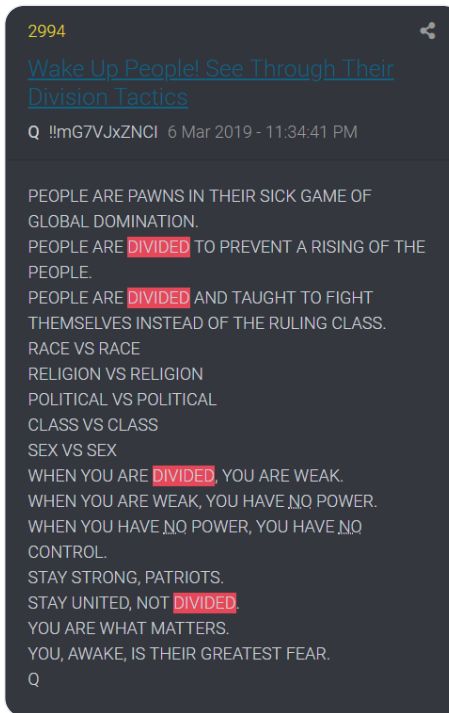 2994
Wake Up People! See Through Their
Division Tactics
Q !!mG7VJxZNCI 6 Mar 2019 - 11:34:41 PM
PEOPLE ARE PAWNS IN THEIR SICK GAME OF
GLOBAL DOMINATION.
PEOPLE ARE DIVIDED TO PREVENT A RISING OF THE
PEOPLE.
PEOPLE ARE DIVIDED AND TAUGHT TO FIGHT
THEMSELVES INSTEAD OF THE RULING CLASS.
RACE VS RACE
RELIGION VS RELIGION
POLITICAL VS POLITICAL
CLASS VS CLASS
SEX VS SEX
WHEN YOU ARE DIVIDED, YOU ARE WEAK.
WHEN YOU ARE WEAK, YOU HAVE NO POWER.
WHEN YOU HAVE NO POWER, YOU HAVE NO
CONTROL.
STAY STRONG, PATRIOTS.
STAY UNITED, NOT DIVIDED.
YOU ARE WHAT MATTERS.
YOU, AWAKE, IS THEIR GREATEST FEAR.
Q